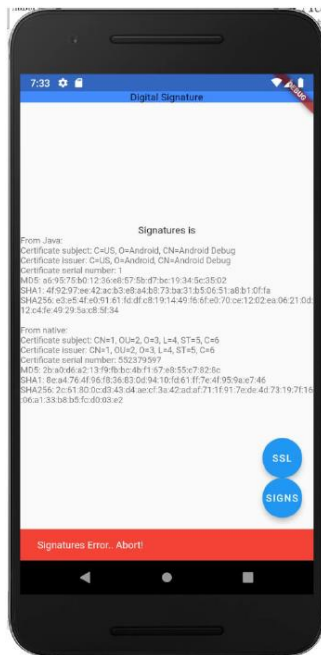 7:33
DEBUG
Digital Signature
Signatures is
From Java:
Certificate subject: C=US, O=Android, CN=Android Debug
Certificate issuer: C=US, O=Android, CN=Android Debug
Certificate serial number: 1
MD5: a6:95:75:b0:12:36:e8:57:5b:d7:bc:19:34:5c:35:02
SHA1: 4f:92:97:ee:42:ac:b3:e8:a4:b8:73:ba:31:b5:06:51:a8:b1:0f:fa
SHA256: e3:e5:4f:e0:91:61:fd:df:c8:19:14:49:f6:6f:e0:70:ce:12:02:ea:06:21:0d:
12:c4:fe:49:29:5a:c8:5f:34
From native:
Certificate subject: CN=1, OU=2, O=3, L=4, ST=5, C=6
Certificate issuer: CN=1, OU=2, O=3, L=4, ST=5, C=6
Certificate serial number: 552379597
MD5: 2b:a0:d6:a2:13:f9:fb:bc:4b:f1:67:e8:55:c7:82:8c
SHA1: 8e:a4:76:4f:96:f8:36:83:0d:94:10:fd:61:ff:7e:4f:95:9a:e7:46
SHA256: 2c:61:80:0c:d3:43:d4:ae:cf:3a:42:ad:af:71:1f:91:7e:de:4d:73:19:7f:16
:06:a1:33:b8:b5:fc:d0:03:e2
SSL
SIGNS
Signatures Error.. Abort!